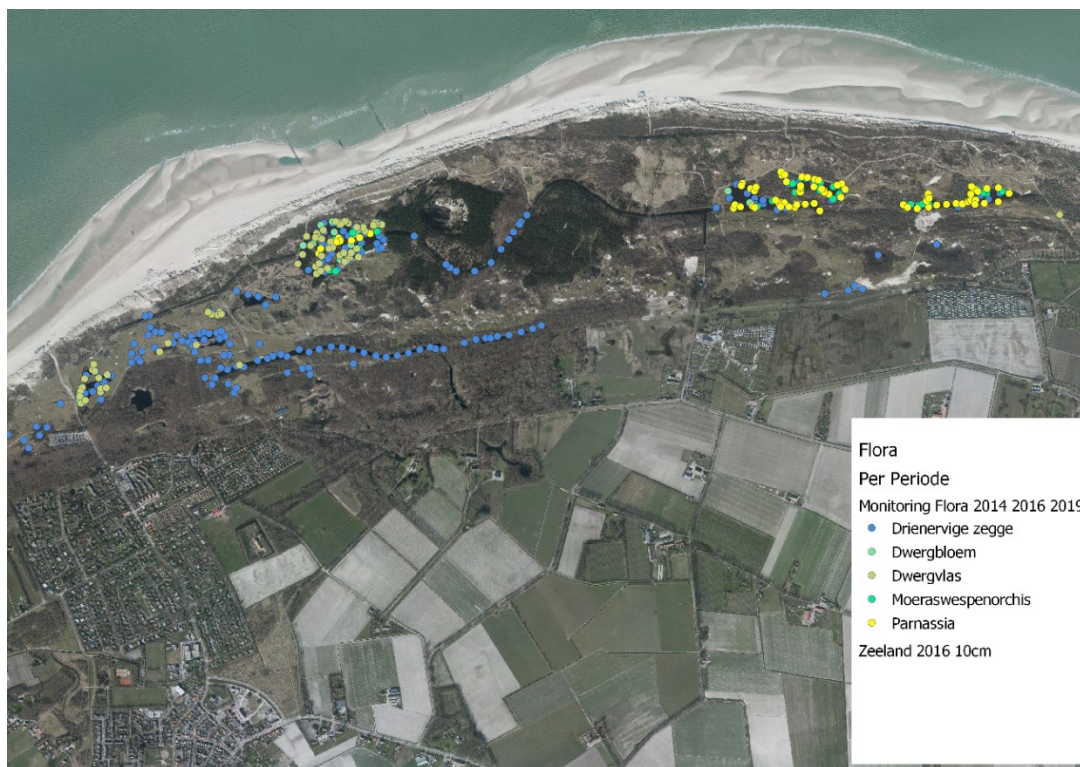 Flora
Per Periode
Monitoring Flora 2014 2016 2019
Drienervige zegge
Dwergbloem
Dwergvlas
Moeraswespenorchis
Parnassia
Zeeland 2016 10cm